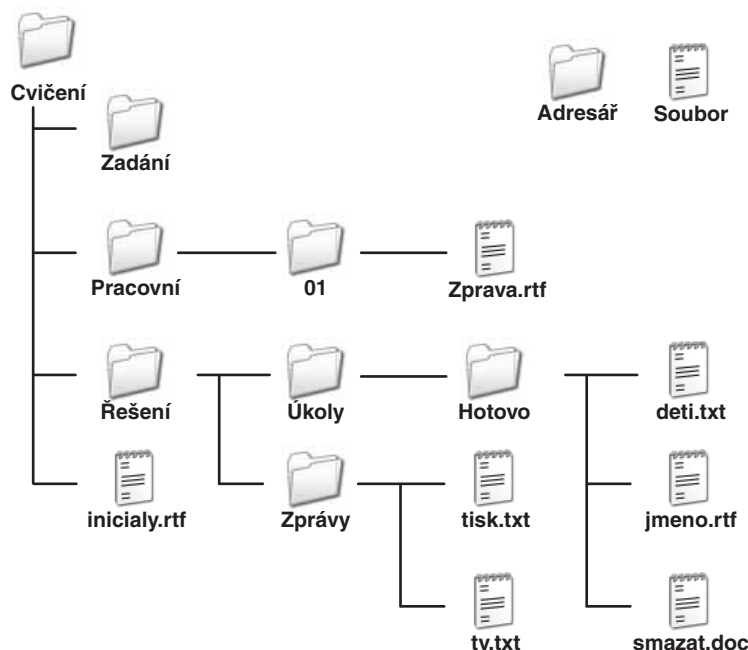 Cvičení
Adresář
Soubor
Zadání
Pracovní
01
Zprava.rtf
Řešení
Úkoly
Hotovo
deti.txt
inicialy.rtf
Zprávy
tisk.txt
jmeno.rtf
tv.txt
smazat.doc